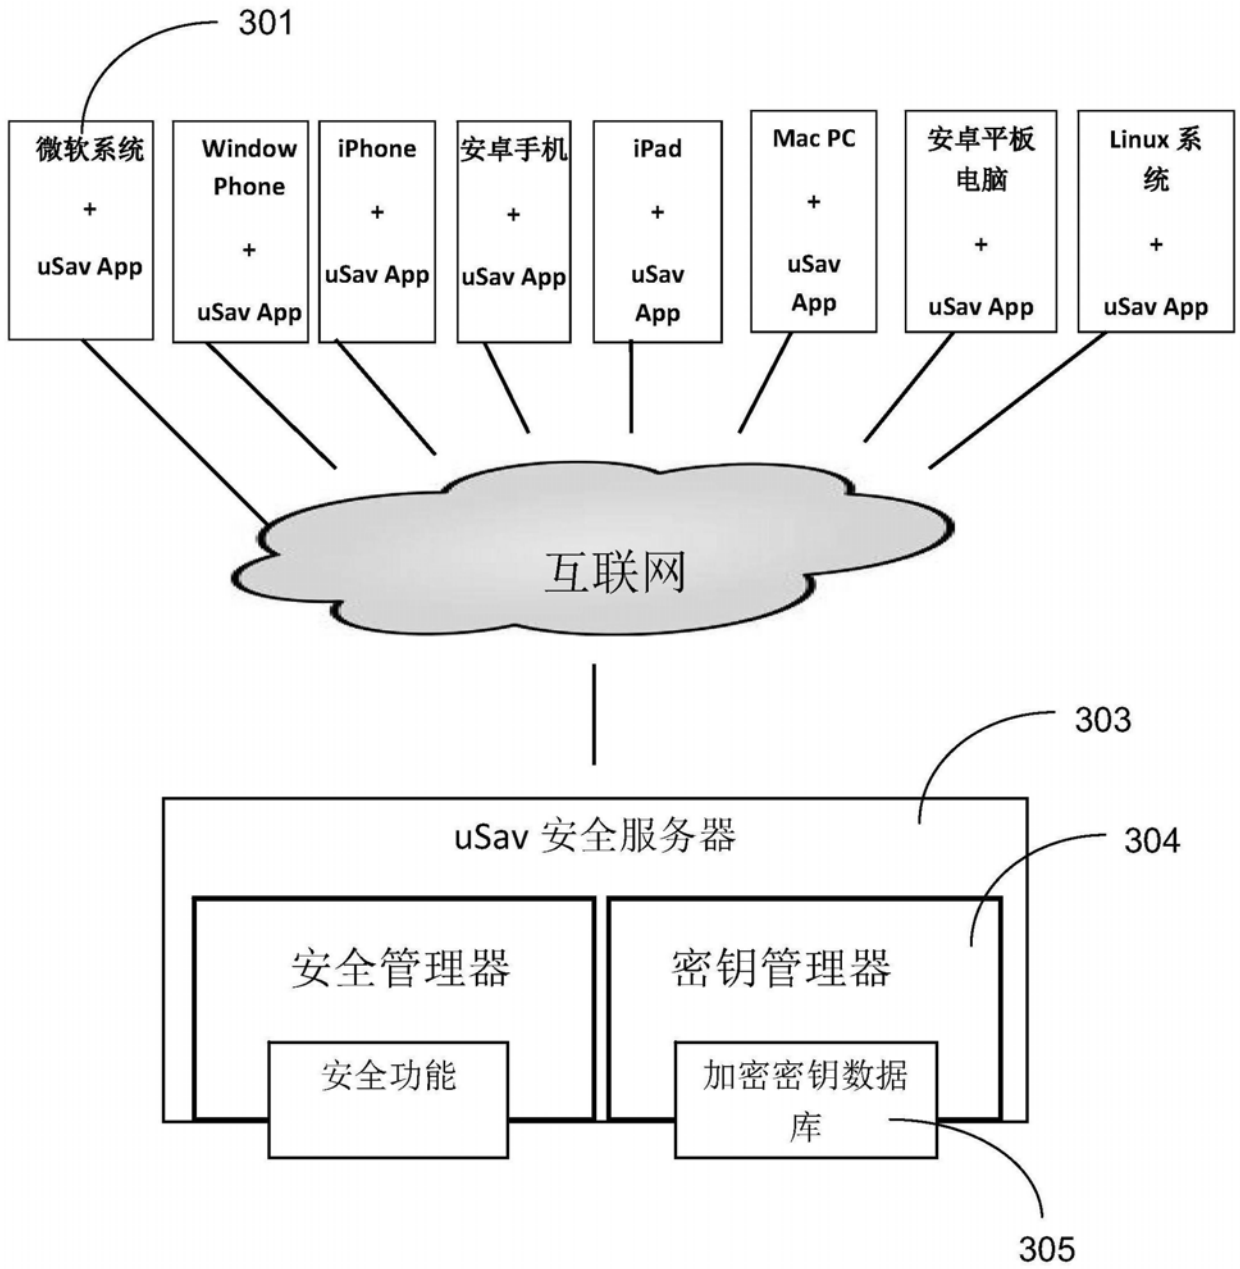 301
微软系统
+
uSav App
Window
Phone
+
uSav App
iPhone
+
uSav App
安卓手机
+
uSav App
iPad
+
uSav
App
Mac PC
+
uSav
App
安卓平板
电脑
+
uSav App
Linux 系
统
+
uSav App
互联网
303
uSav 安全服务器
304
安全管理器
密钥管理器
安全功能
加密密钥数据
库
305